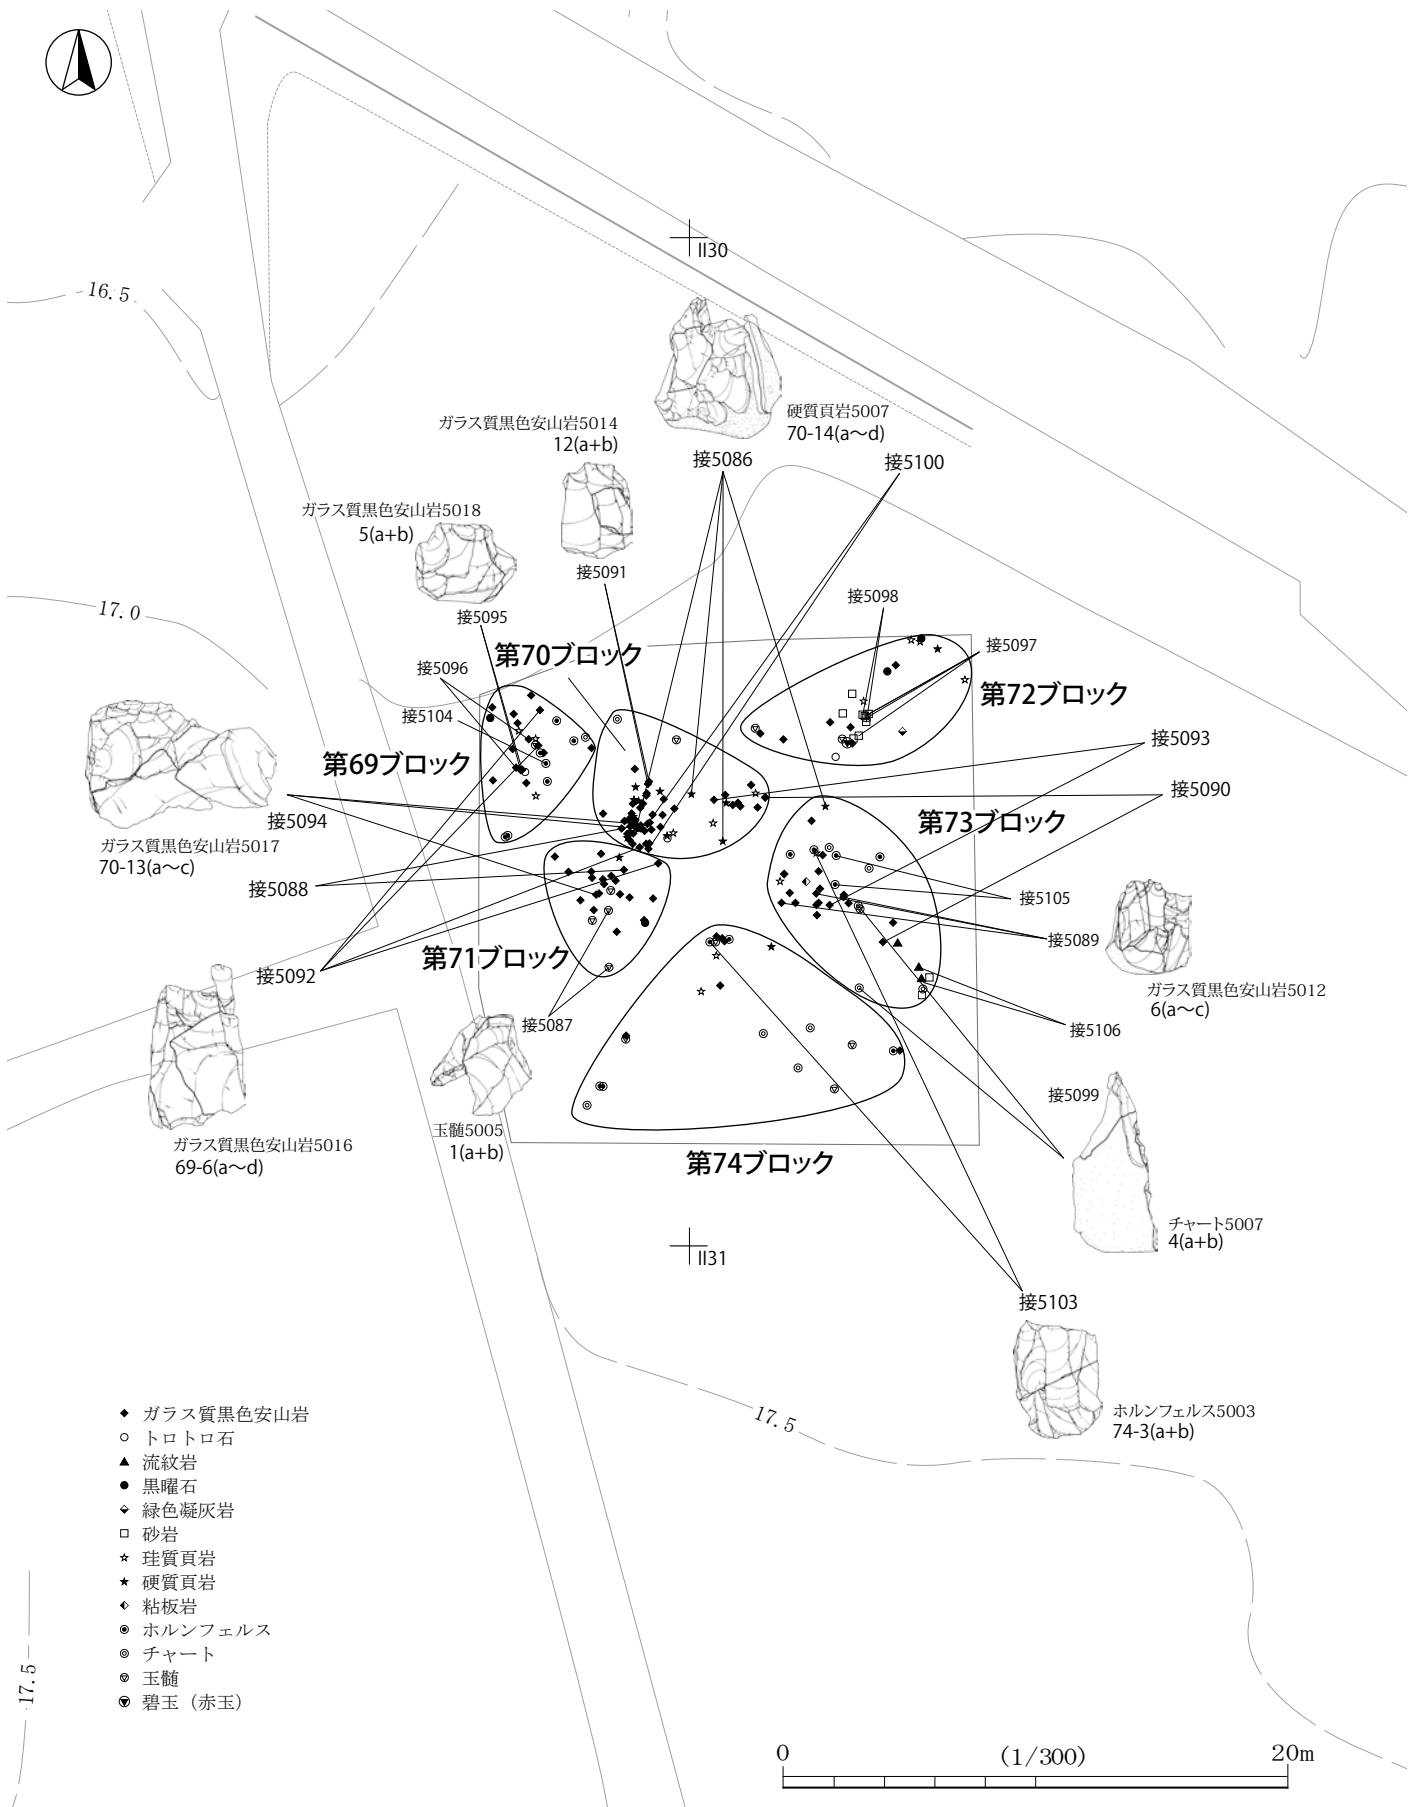 II30
16.5
硬質頁岩5007
70-14(a～d)
ガラス質黒色安山岩5014
12(a+b)
接5086
接5100
ガラス質黒色安山岩5018
5(a+b)
接5091
接5098
17.0
接5095
接5097
第70ブロック
接5096
第72ブロック
接5104
接5093
第69ブロック
接5090
接5094
第73ブロック
ガラス質黒色安山岩5017
70-13(a～c)
接5088
接5105
接5089
第71ブロック
接5092
ガラス質黒色安山岩5012
6(a～c)
接5087
接5106
接5099
玉髄5005
1(a+b)
ガラス質黒色安山岩5016
69-6(a～d)
第74ブロック
チャート5007
4(a+b)
II31
接5103
ホルンフェルス5003
74-3(a+b)
17.5
ガラス質黒色安山岩
トロトロ石
流紋岩
黒曜石
緑色凝灰岩
砂岩
珪質頁岩
硬質頁岩
粘板岩
ホルンフェルス
チャート
玉髄
碧玉（赤玉）
17.5
0 (1/300) 20m